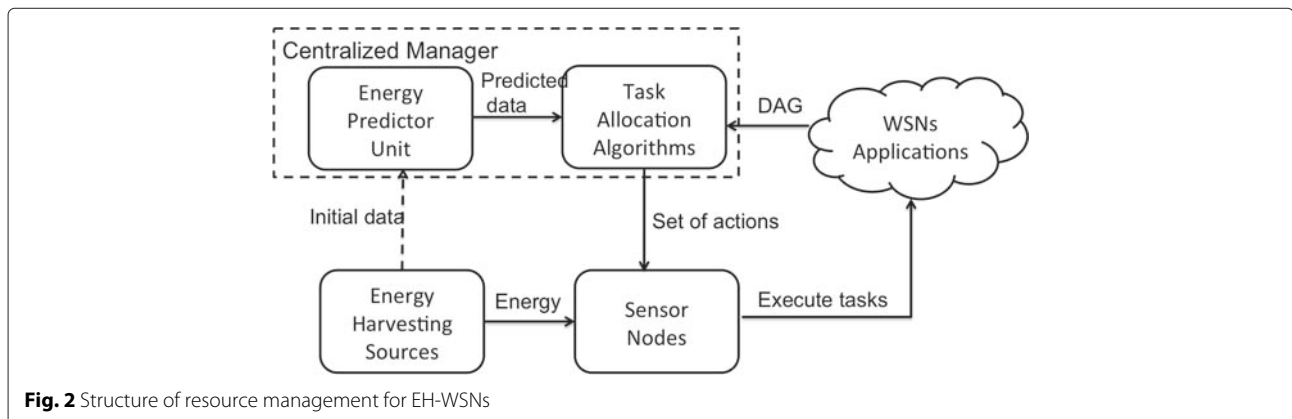 Centralized Manager
Energy
Predictor
Unit
Predicted
data
Task
Allocation
Algorithms
DAG
WSNs
Applications
Initial data
Set of actions
Energy
Harvesting
Sources
Energy
Sensor
Nodes
Execute tasks
Fig. 2 Structure of resource management for EH-WSNs